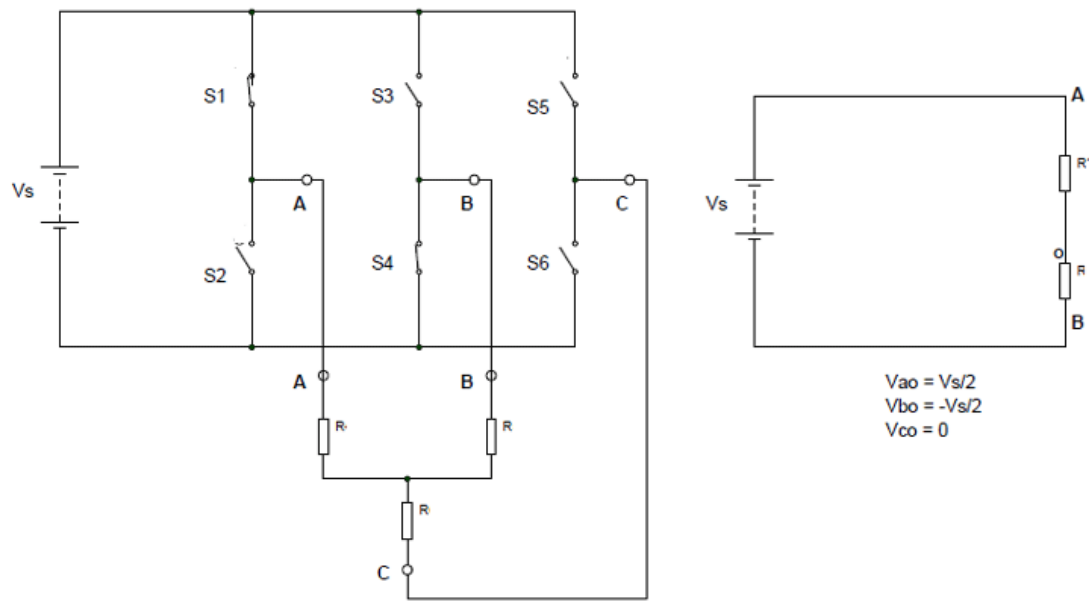 S1
S3
S5
Vs
A
B
C
S2
S4
S6
A
B
R
R
R
C
A
R'
Vs
O
R
B
Vao = Vs/2
Vbo = -Vs/2
Vco = 0